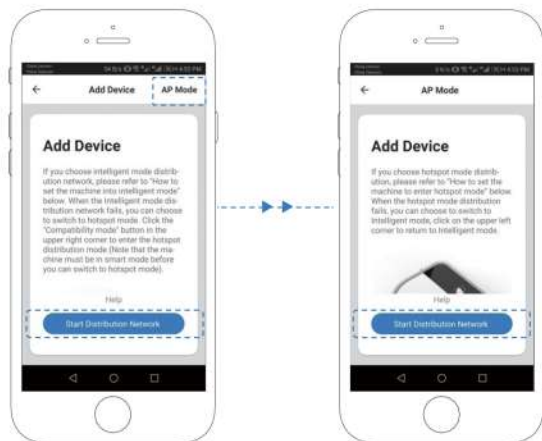 Add Device
AP Mode
Add Device
If you choose intelligent mode distrib-
ution network, please refer to "How to
set the machine into intelligent mode"
below. When the Intelligent mode dis-
tribution network fails, you can choose
to switch to hotspot mode. Click the
"Compatibility mode" button in the
upper right corner to enter the hotspot
distribution mode (Note that the ma-
chine must be in smart mode before
you can switch to hotspot mode).
Help
Start Distribution Network
AP Mode
Add Device
If you choose hotspot mode distrib-
ution, please refer to "How to set the
machine to enter hotspot mode" below.
When the hotspot mode distribution
fails, you can choose to switch to
Intelligent mode, click on the upper left
corner to return to Intelligent mode.
Help
Start Distribution Network